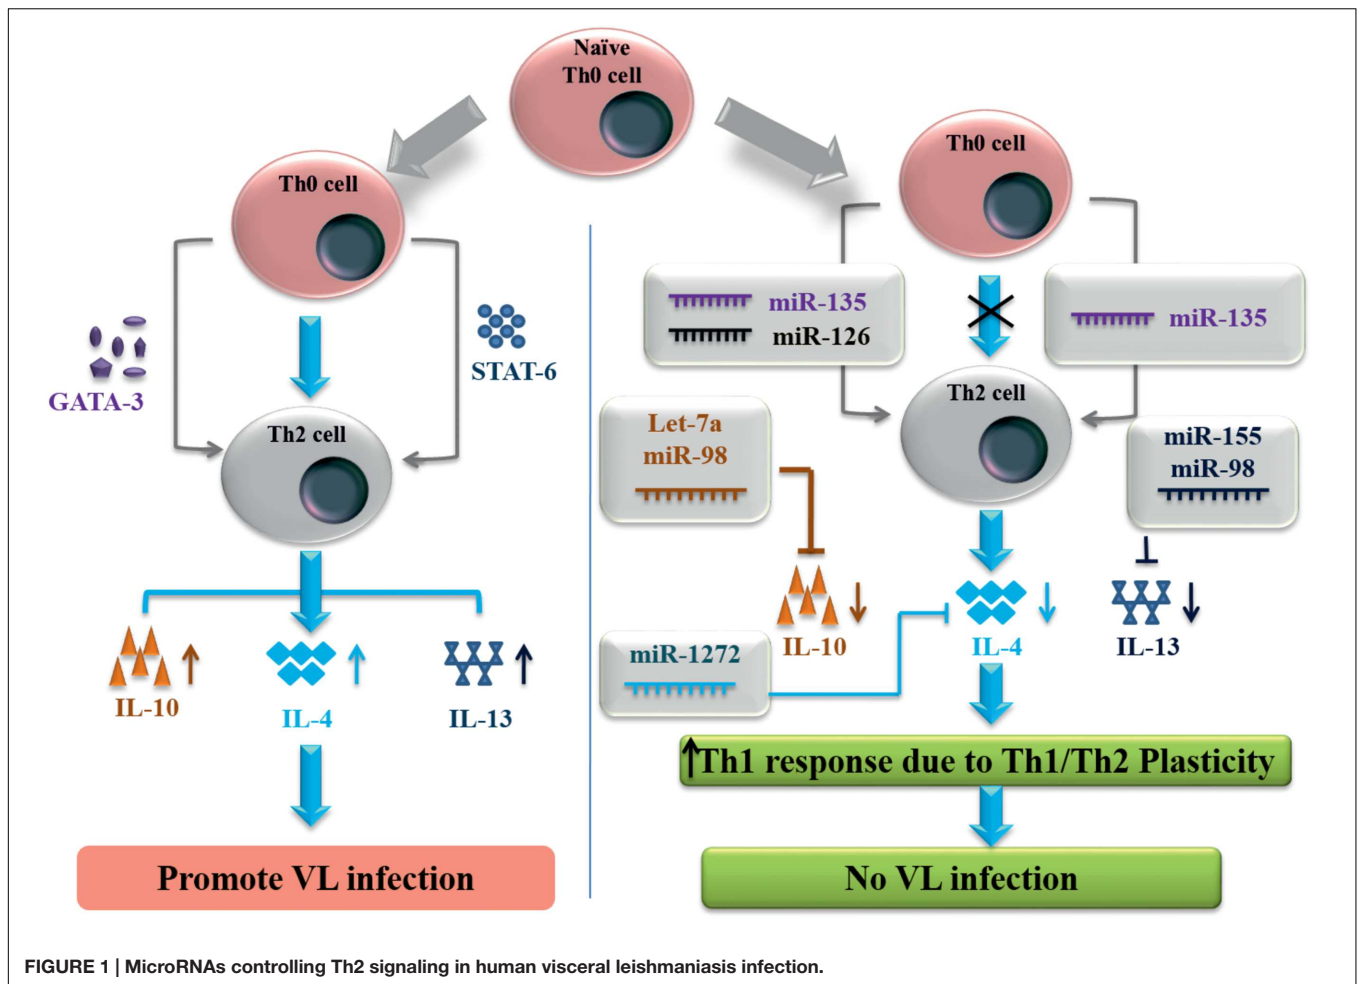 Naïve
Th0 cell
Th0 cell
GATA-3
STAT-6
Th2 cell
IL-10
IL-4
IL-13
Promote VL infection
Th0 cell
miR-135
miR-126
miR-135
Th2 cell
Let-7a
miR-98
miR-155
miR-98
IL-10
IL-4
IL-13
miR-1272
Th1 response due to Th1/Th2 Plasticity
No VL infection
FIGURE 1 | MicroRNAs controlling Th2 signaling in human visceral leishmaniasis infection.